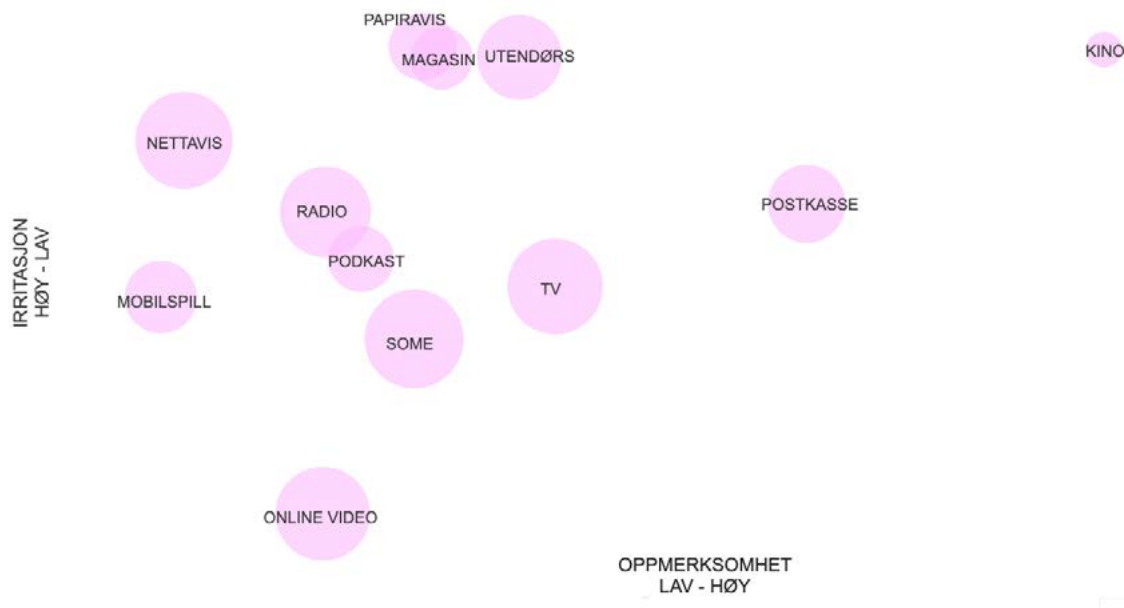 PAPIRAVIS
MAGASIN
UTENDØRS
KINO
NETTAVIS
RADIO
POSTKASSE
PODKAST
MOBILSPILL
TV
SOME
IRRITASJON
HØY - LAV
ONLINE VIDEO
OPPMERKSOMHET
LAV - HØY